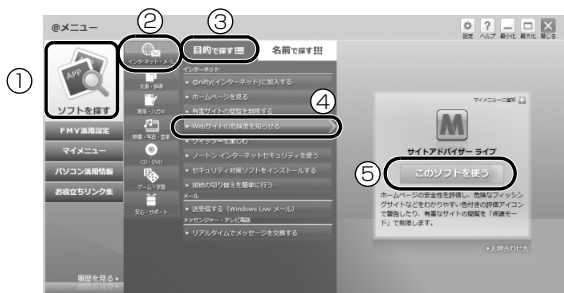 @メニュー
設定 ヘルプ 最小化 最大化 閉じる
①
②
③
④
⑤
APP
ソフトを探す
FMV活用設定
マイメニュー
パソコン活用情報
お役立ちリンク集
履歴を見る
インターネット・メール
文書・辞書
実用・ハガキ
映像・写真・音楽
CD・DVD
ゲーム・学習
安心・サポート
目的で探す
名前で探す
インターネット
@nifty(インターネット)に加入する
ホームページを見る
有害サイトの閲覧を制限する
Webサイトの危険度を知らせる
ツイッターを楽しむ
ノートン インターネットセキュリティを使う
セキュリティ対策ソフトをインストールする
接続の切り替えを簡単に行う
メール
送受信する(Windows Live メール)
メッセンジャー・テレビ電話
リアルタイムでメッセージを交換する
マイメニューに追加
M
サイトアドバイザー ライブ
このソフトを使う
ホームページの安全性を評価し、危険なフィッシン
グサイトなどをわかりやすい色付きの評価アイコン
で警告したり、有害なサイトの閲覧を「保護モー
ド」で制限します。
お問合わせ先